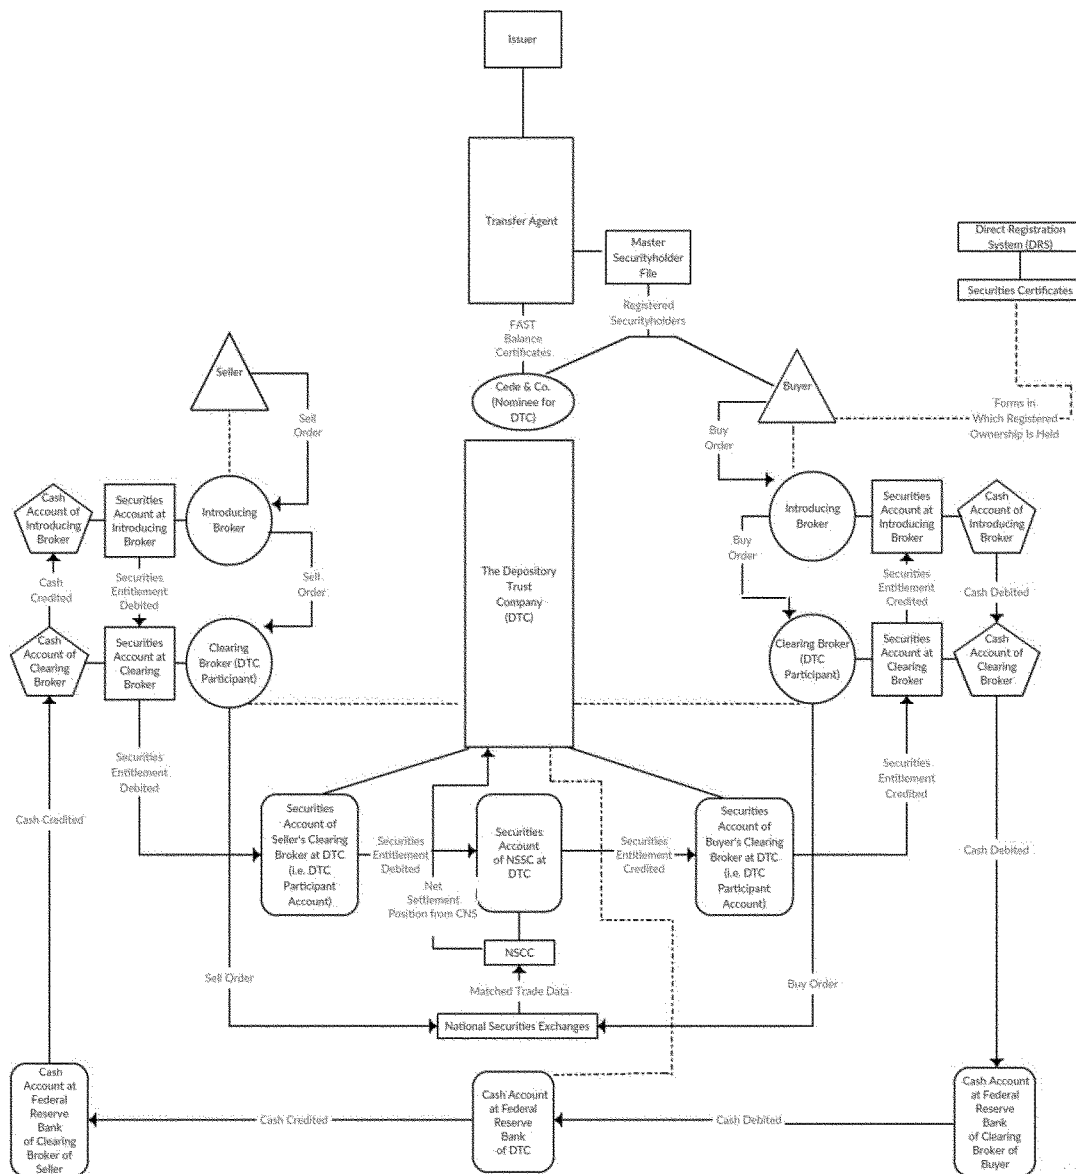 Issuer
Transfer Agent
Master
Securityholder
File
Direct Registration
System (DRS)
Securities Certificates
Registered
Securityholders
FAST
Balance
Certificates
Seller
Cede & Co.
(Nominee for
DTC)
Buyer
Sell
Order
Buy
Order
Forms in
Which Registered
Ownership Is Held
Cash
Account of
Introducing
Broker
Securities
Account at
Introducing
Broker
Introducing
Broker
Introducing
Broker
Securities
Account at
Introducing
Broker
Cash
Account of
Introducing
Broker
Cash
Credited
Securities
Entitlement
Debited
Sell
Order
The Depository
Trust
Company
(DTC)
Buy
Order
Securities
Entitlement
Credited
Cash Debited
Cash
Account of
Clearing
Broker
Securities
Account at
Clearing
Broker
Clearing
Broker (DTC
Participant)
Clearing Broker
(DTC
Participant)
Securities
Account at
Clearing
Broker
Cash
Account of
Clearing
Broker
Securities
Entitlement
Debited
Securities
Entitlement
Credited
Cash Credited
Securities
Account of
Seller's Clearing
Broker at DTC
(i.e. DTC
Participant
Account)
Securities
Entitlement
Debited
Securities
Account
of NSSC at
DTC
Securities
Entitlement
Credited
Securities
Account of
Buyer's Clearing
Broker at DTC
(i.e. DTC
Participant
Account)
Cash Debited
Net
Settlement
Position from CNS
NSCC
Sell Order
Matched Trade Data
Buy Order
National Securities Exchanges
Cash
Account at
Federal
Reserve
Bank
of Clearing
Broker of
Seller
Cash Credited
Cash Account
at Federal
Reserve
Bank
of DTC
Cash Debited
Cash Account
at Federal
Reserve
Bank
of Clearing
Broker of
Buyer